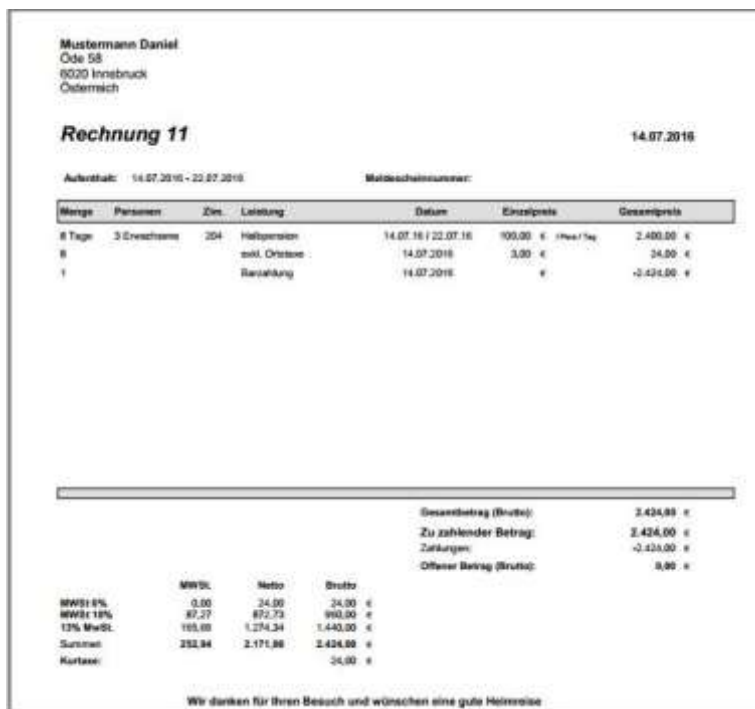 Mustermann Daniel
Öde 58
6020 Innsbruck
Österreich
Rechnung 11 14.07.2016
Aufenthalt: 14.07.2016 - 22.07.2016 Meldescheinnummer:
Menge Personen Zim. Leistung Datum Einzelpreis Gesamtpreis
8 Tage 3 Erwachsene 204 Halbpension 14.07.16 / 22.07.16 100,00 € / Pers / Tag 2.400,00 €
8 exkl. Ortstaxe 14.07.2016 3,00 € 24,00 €
1 Barzahlung 14.07.2016 € -2.424,00 €
Gesamtbetrag (Brutto): 2.424,00 €
Zu zahlender Betrag: 2.424,00 €
Zahlungen: -2.424,00 €
Offener Betrag (Brutto): 0,00 €
MWSt. Netto Brutto
MWSt 0% 0,00 24,00 24,00 €
MWSt 10% 87,27 872,73 960,00 €
13% MwSt. 1.274,34 1.440,00 €
Summen 252,94 2.171,06 2.424,00 €
Kurtaxe: 24,00 €
Wir danken für Ihren Besuch und wünschen eine gute Heimreise